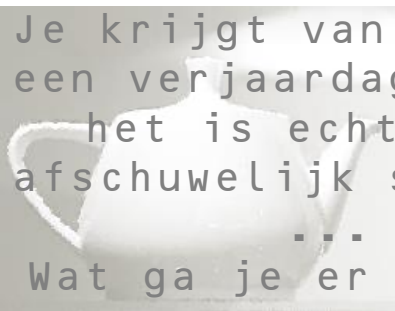 Je krijgt van
een verjaardag
het is echt
afschuwelijk s
...
Wat ga je er